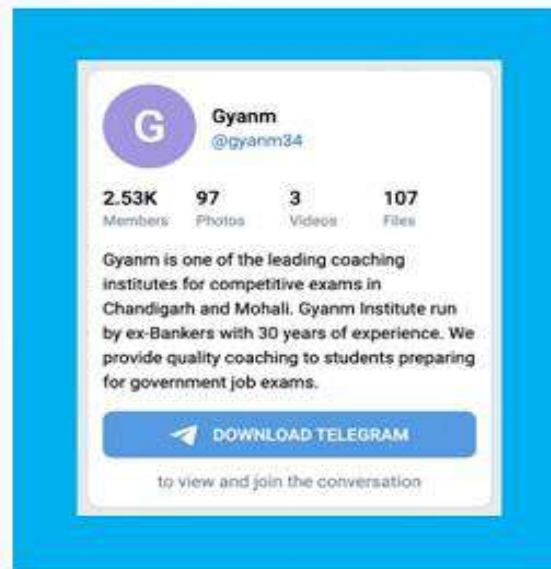 G
Gyanm
@gyanm34
2.53K 97 3 107
Members Photos Videos Files
Gyanm is one of the leading coaching
institutes for competitive exams in
Chandigarh and Mohali. Gyanm Institute run
by ex-Bankers with 30 years of experience. We
provide quality coaching to students preparing
for government job exams.
DOWNLOAD TELEGRAM
to view and join the conversation